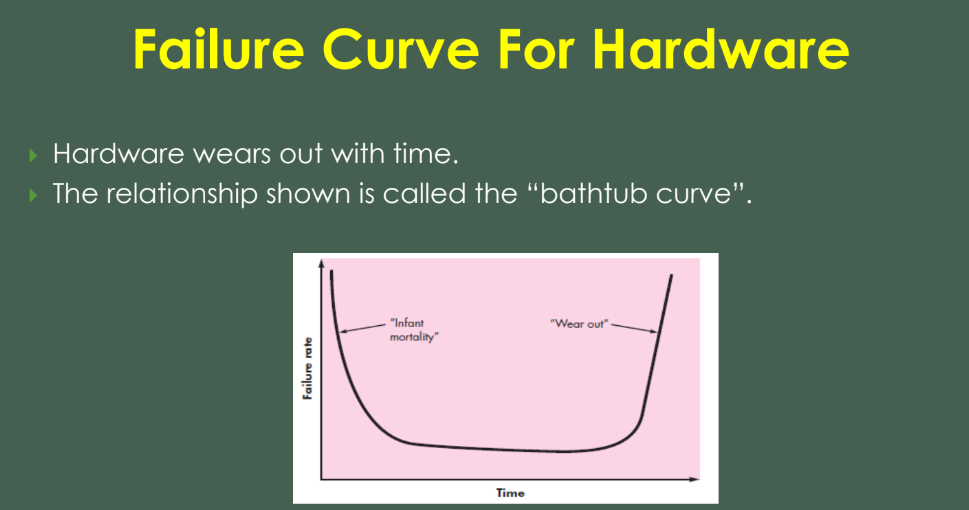 Failure Curve For Hardware
Hardware wears out with time.
The relationship shown is called the “bathtub curve”.
“Infant
mortality”
“Wear out”
Failure rate
Time